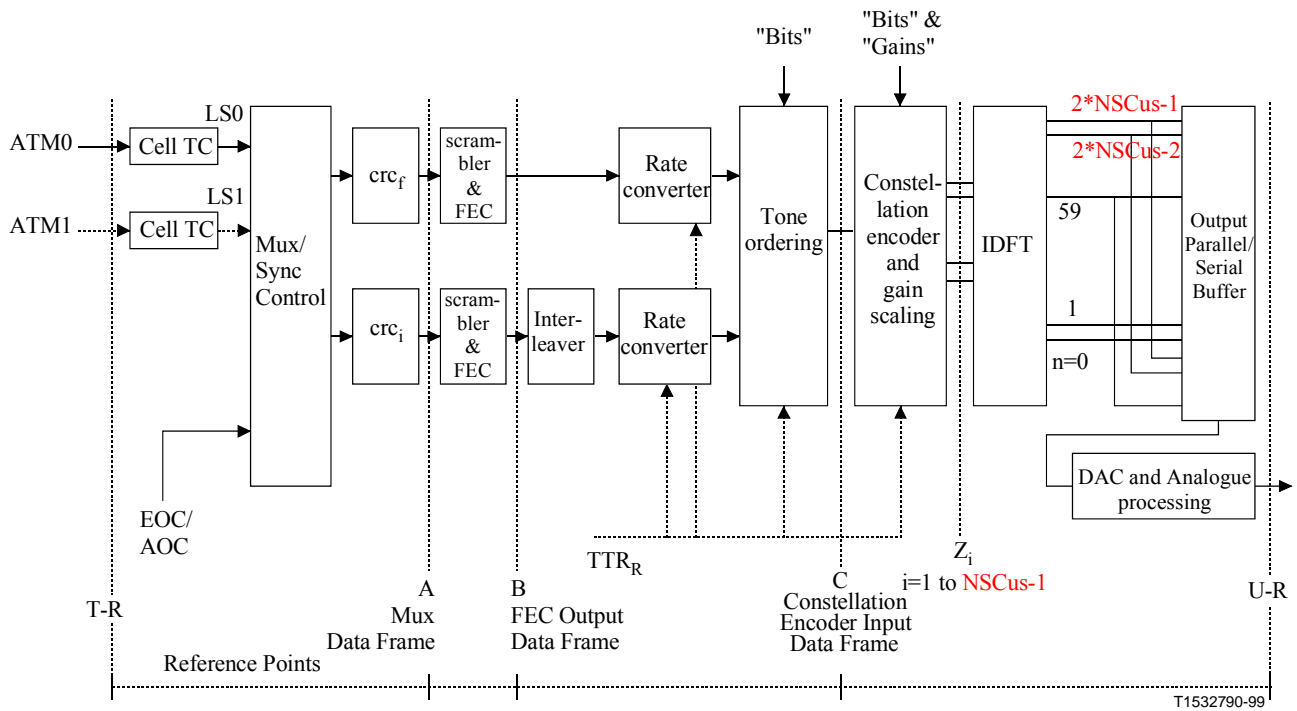 "Bits"
"Bits" &
"Gains"
LS0
ATM0
Cell TC
LS1
ATM1
Cell TC
Mux/
Sync
Control
crcf
scram-
bler
&
FEC
Rate
converter
crci
scram-
bler
&
FEC
Inter-
leaver
Rate
converter
Tone
ordering
Constel-
lation
encoder
and
gain
scaling
IDFT
2*NSCus-1
2*NSCus-2
59
1
n=0
Output
Parallel/
Serial
Buffer
DAC and Analogue
processing
EOC/
AOC
TTRR
Zi
i=1 to NSCus-1
T-R
A
Mux
Data Frame
B
FEC Output
Data Frame
C
Constellation
Encoder Input
Data Frame
U-R
Reference Points
T1532790-99